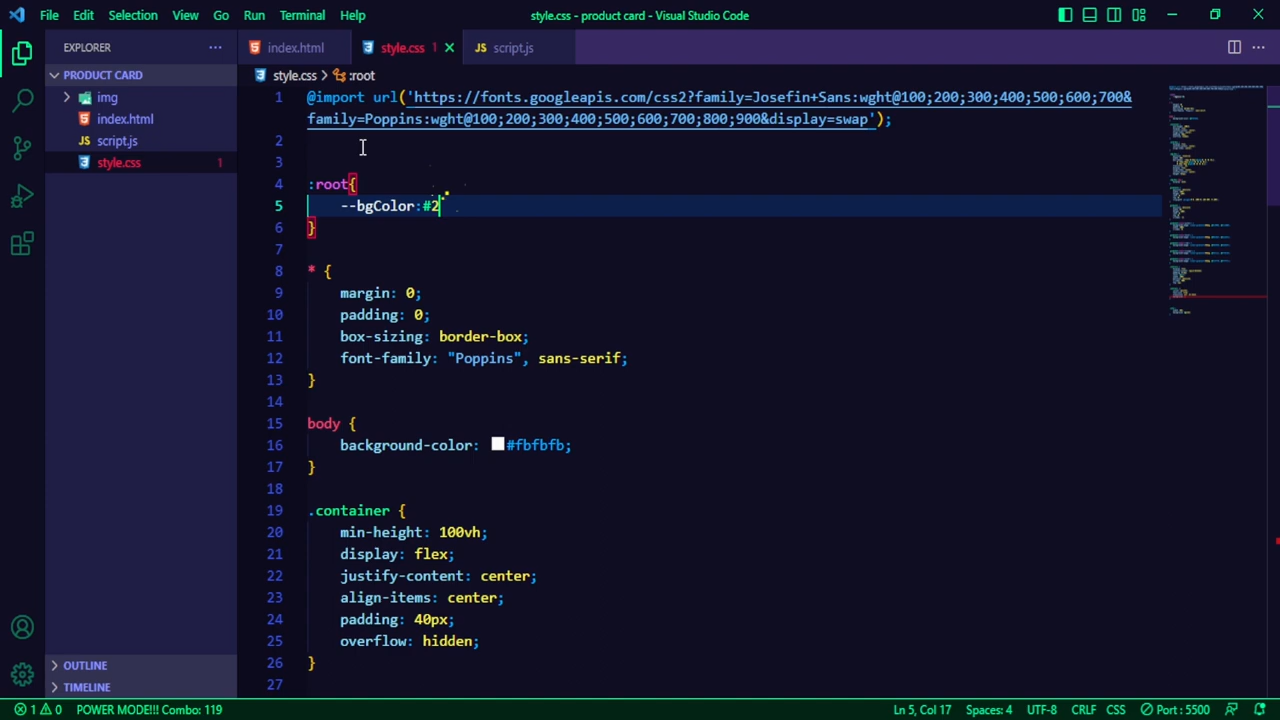 File Edit Selection View Go Run Terminal Help
style.css - product card - Visual Studio Code
EXPLORER
index.html
style.css 1
script.js
PRODUCT CARD
img
index.html
script.js
style.css 1
OUTLINE
TIMELINE
style.css > :root
1 @import url('https://fonts.googleapis.com/css2?family=Josefin+Sans:wght@100;200;300;400;500;600;700&
family=Poppins:wght@100;200;300;400;500;600;700;800;900&display=swap');
2
3
4 :root{
5 --bgColor:#2
6 }
7
8 * {
9 margin: 0;
10 padding: 0;
11 box-sizing: border-box;
12 font-family: "Poppins", sans-serif;
13 }
14
15 body {
16 background-color: #fbfbfb;
17 }
18
19 .container {
20 min-height: 100vh;
21 display: flex;
22 justify-content: center;
23 align-items: center;
24 padding: 40px;
25 overflow: hidden;
26 }
27
1 0 POWER MODE!!! Combo: 119
Ln 5, Col 17 Spaces: 4 UTF-8 CRLF CSS Port : 5500